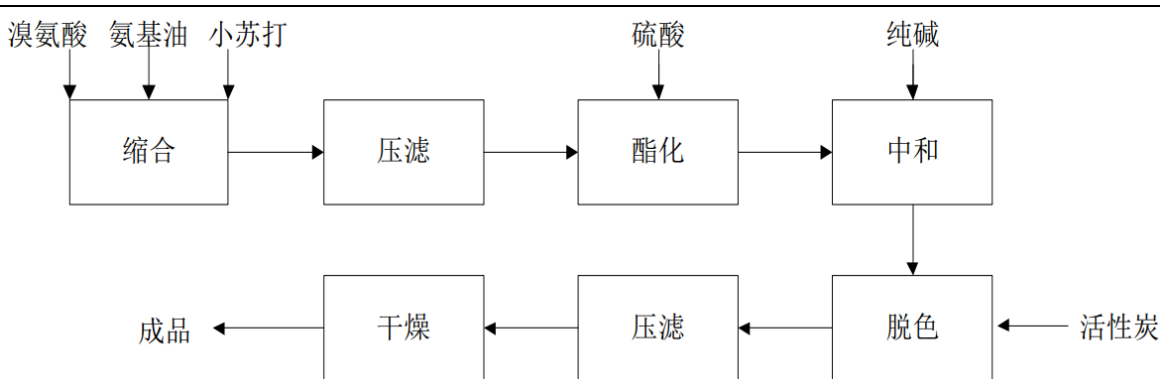 溴氨酸 氨基油 小苏打 硫酸 纯碱
缩合 压滤 酯化 中和
成品 干燥 压滤 脱色 活性炭